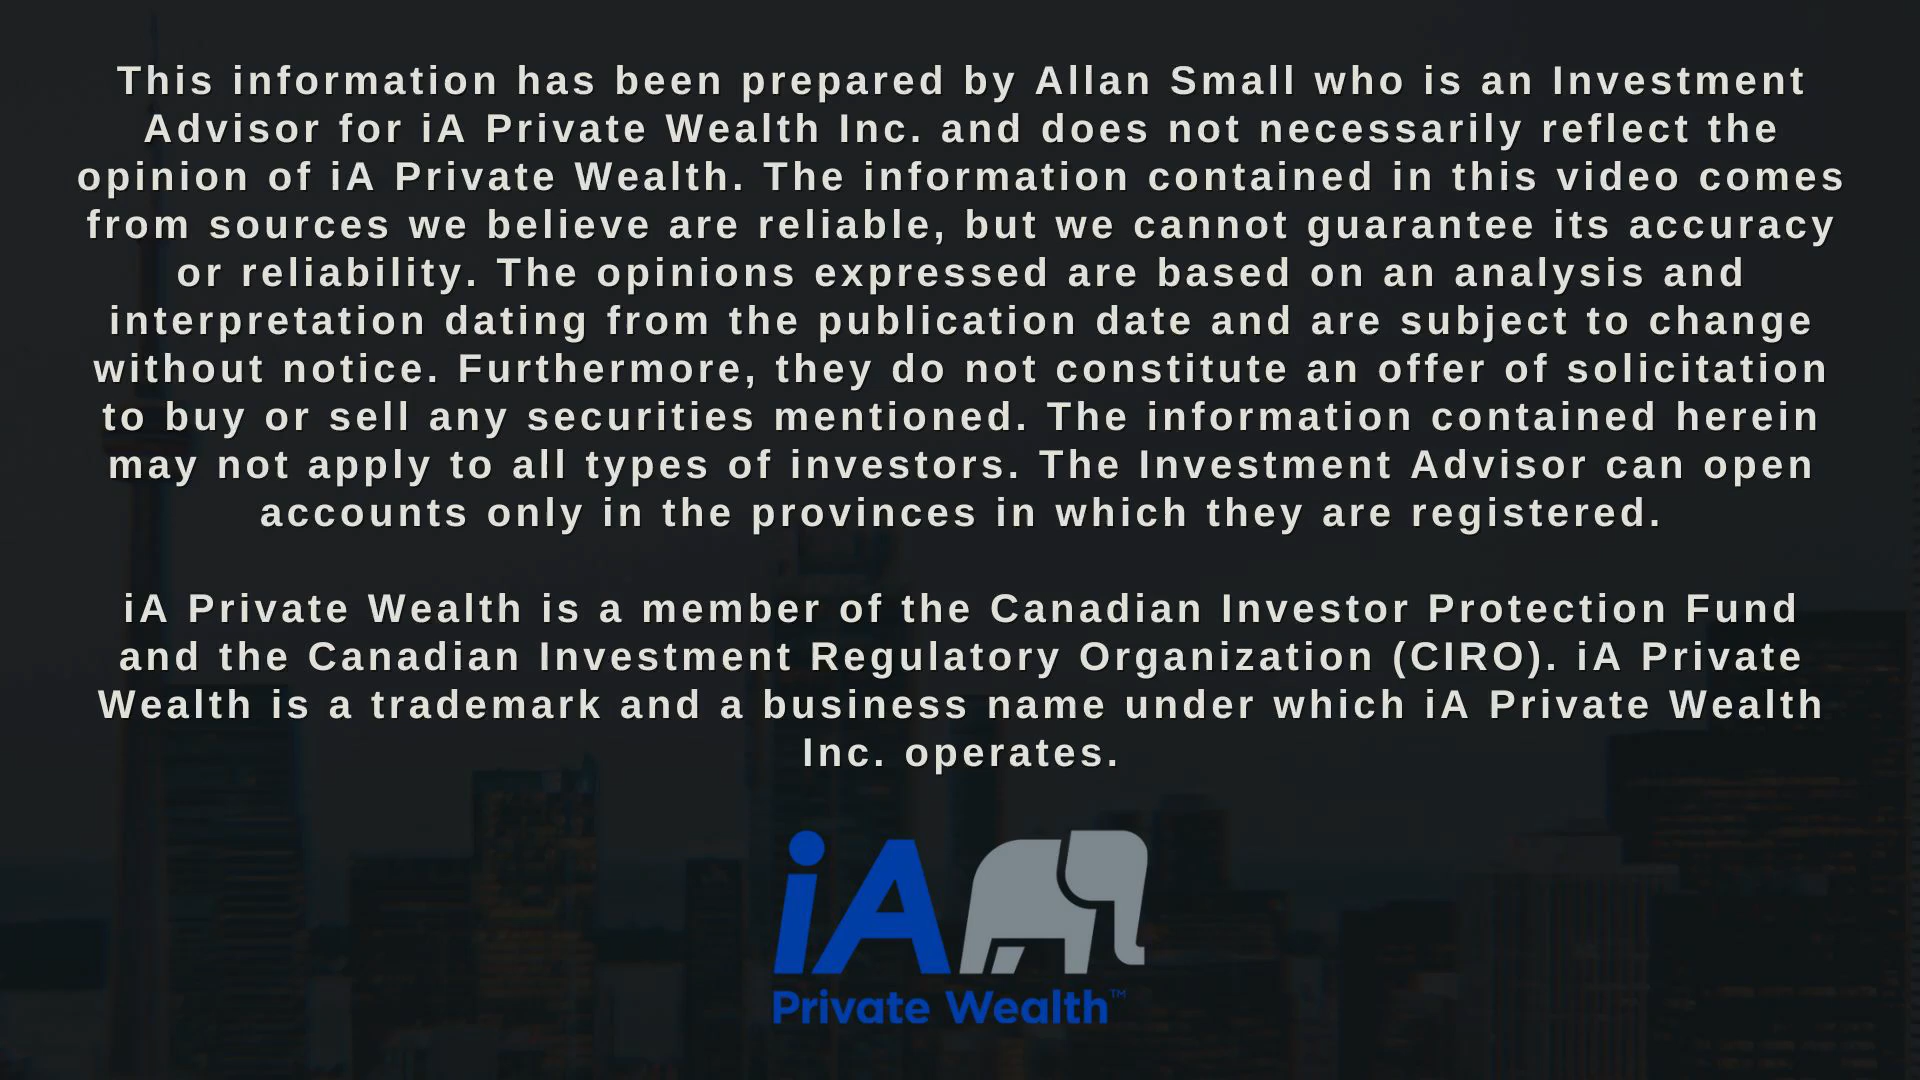 This information has been prepared by Allan Small who is an Investment
Advisor for iA Private Wealth Inc. and does not necessarily reflect the
opinion of iA Private Wealth. The information contained in this video comes
from sources we believe are reliable, but we cannot guarantee its accuracy
or reliability. The opinions expressed are based on an analysis and
interpretation dating from the publication date and are subject to change
without notice. Furthermore, they do not constitute an offer of solicitation
to buy or sell any securities mentioned. The information contained herein
may not apply to all types of investors. The Investment Advisor can open
accounts only in the provinces in which they are registered.
iA Private Wealth is a member of the Canadian Investor Protection Fund
and the Canadian Investment Regulatory Organization (CIRO). iA Private
Wealth is a trademark and a business name under which iA Private Wealth
Inc. operates.
iA
Private Wealth™